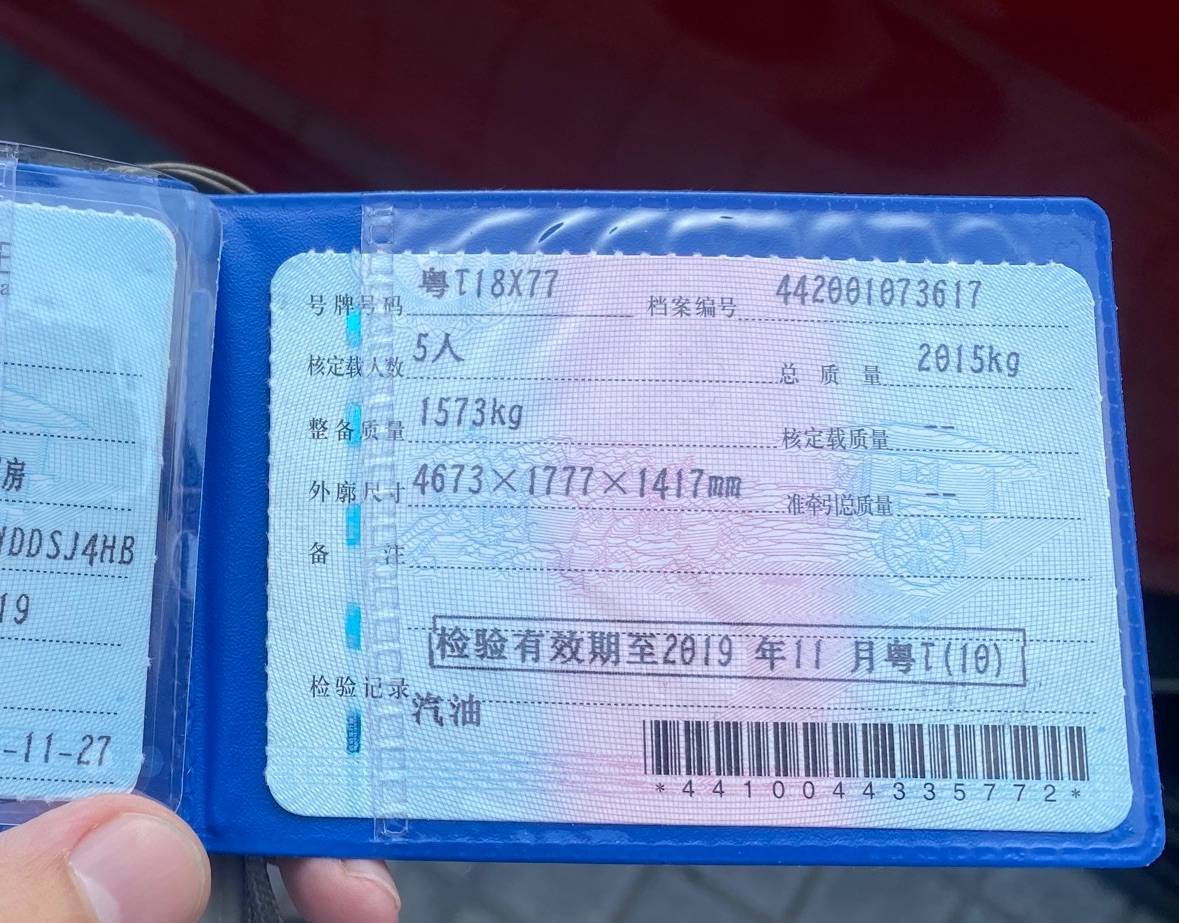 房
DDSJ4HB
19
-11-27
号牌号码 粤T18X77 档案编号 442001073617
核定载人数 5人 总质量 2015kg
整备质量 1573kg 核定载质量 --
外廓尺寸 4673×1777×1417mm 准牵引总质量 --
备注
检验有效期至2019年11月粤T(10)
检验记录
汽油
*4410044335772*